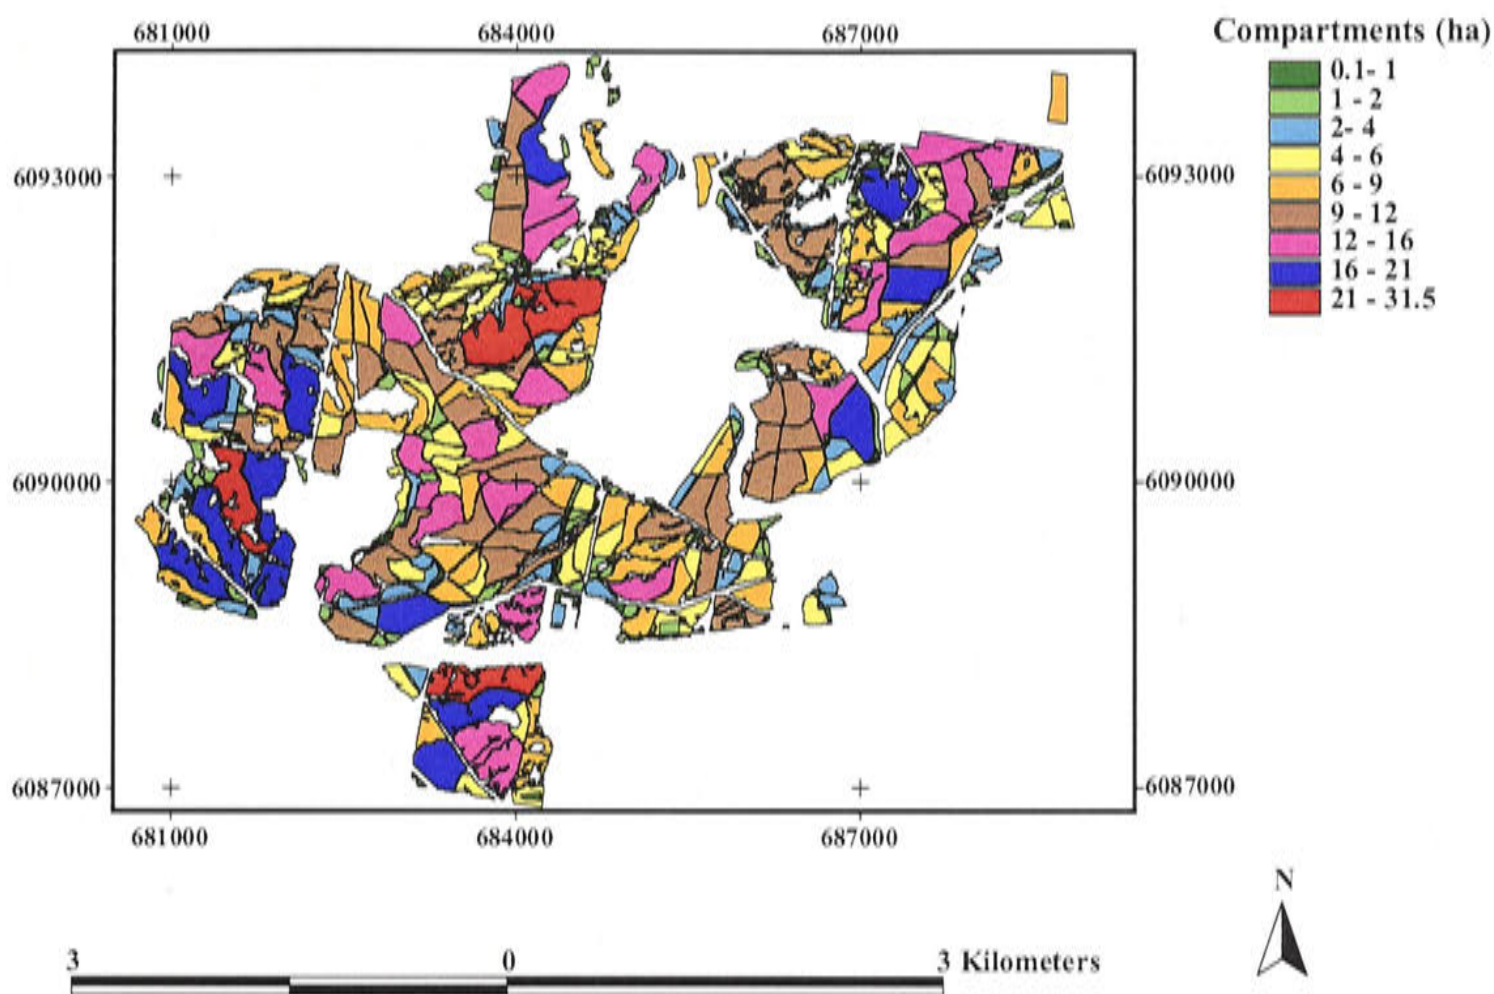 681000 684000 687000
Compartments (ha)
0.1- 1
1 - 2
2- 4
4 - 6
6 - 9
9 - 12
12 - 16
16 - 21
21 - 31.5
6093000 6093000
6090000 6090000
6087000 6087000
681000 684000 687000
N
3 0 3 Kilometers